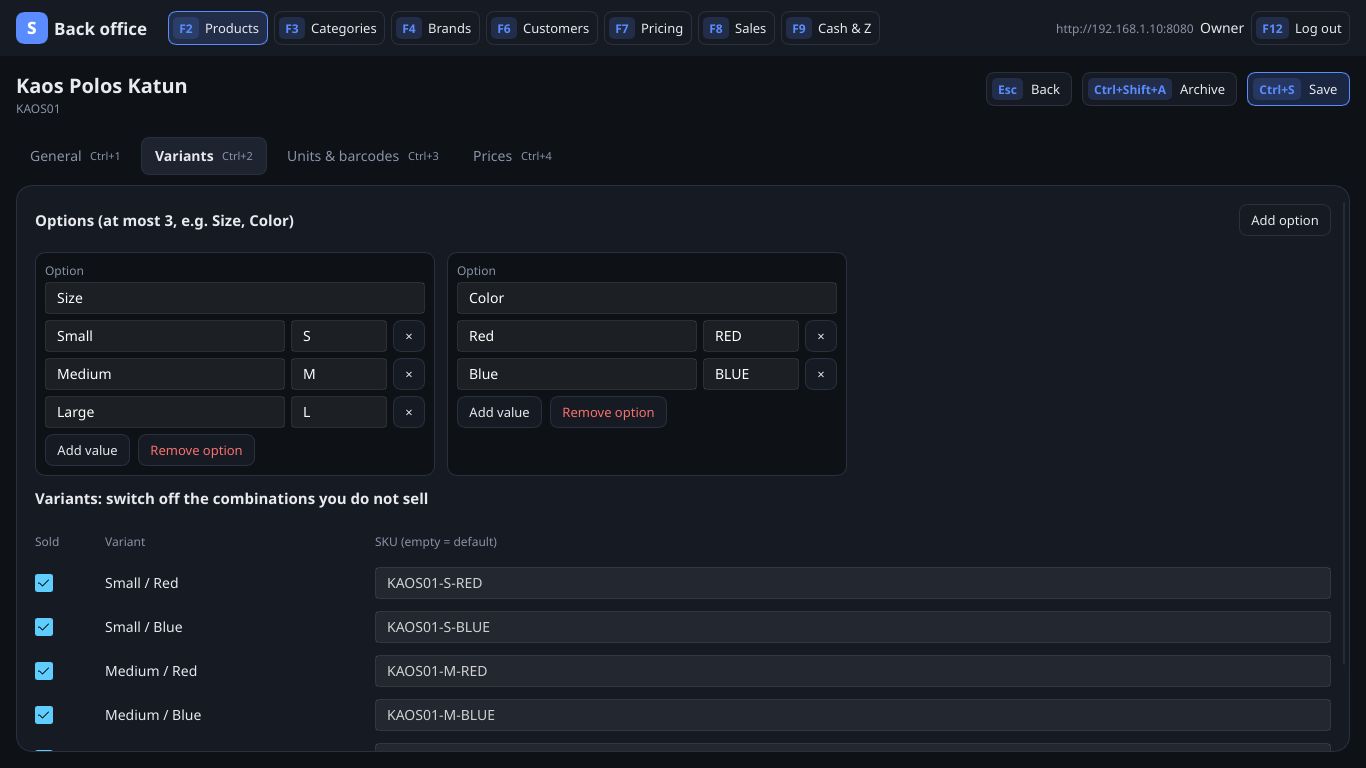 S Back office F2 Products F3 Categories F4 Brands F6 Customers F7 Pricing F8 Sales F9 Cash & Z http://192.168.1.10:8080 Owner F12 Log out
Kaos Polos Katun
KAOS01
Esc Back Ctrl+Shift+A Archive Ctrl+S Save
General Ctrl+1 Variants Ctrl+2 Units & barcodes Ctrl+3 Prices Ctrl+4
Options (at most 3, e.g. Size, Color)
Add option
Option
Size
Small S ×
Medium M ×
Large L ×
Add value Remove option
Option
Color
Red RED ×
Blue BLUE ×
Add value Remove option
Variants: switch off the combinations you do not sell
Sold Variant SKU (empty = default)
Small / Red KAOS01-S-RED
Small / Blue KAOS01-S-BLUE
Medium / Red KAOS01-M-RED
Medium / Blue KAOS01-M-BLUE